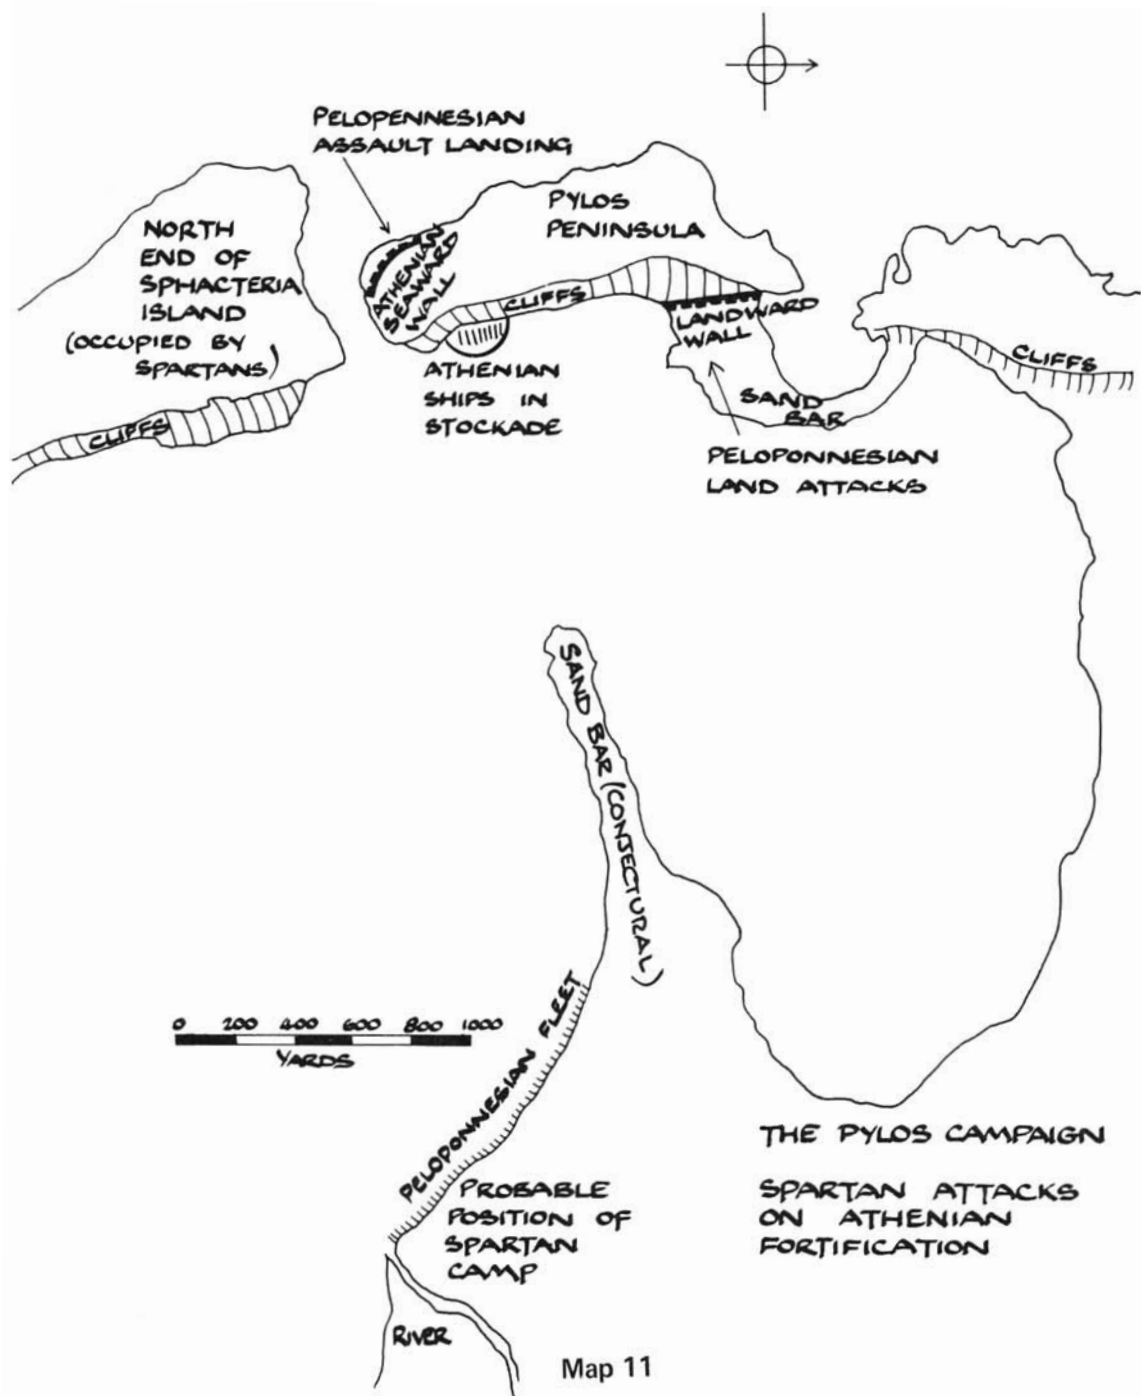 PELOPENNESIAN
ASSAULT LANDING
NORTH
END OF
SPHACTERIA
ISLAND
(OCCUPIED BY
SPARTANS)
CLIFFS
ATHENIAN
SEAWARD
WALL
PYLOS
PENINSULA
CLIFFS
LANDWARD
WALL
ATHENIAN
SHIPS IN
STOCKADE
SAND
BAR
CLIFFS
PELOPONNESIAN
LAND ATTACKS
SAND BAR (CONJECTURAL)
0 200 400 600 800 1000
YARDS
PELOPONNESIAN FLEET
PROBABLE
POSITION OF
SPARTAN
CAMP
RIVER
THE PYLOS CAMPAIGN
SPARTAN ATTACKS
ON ATHENIAN
FORTIFICATION
Map 11